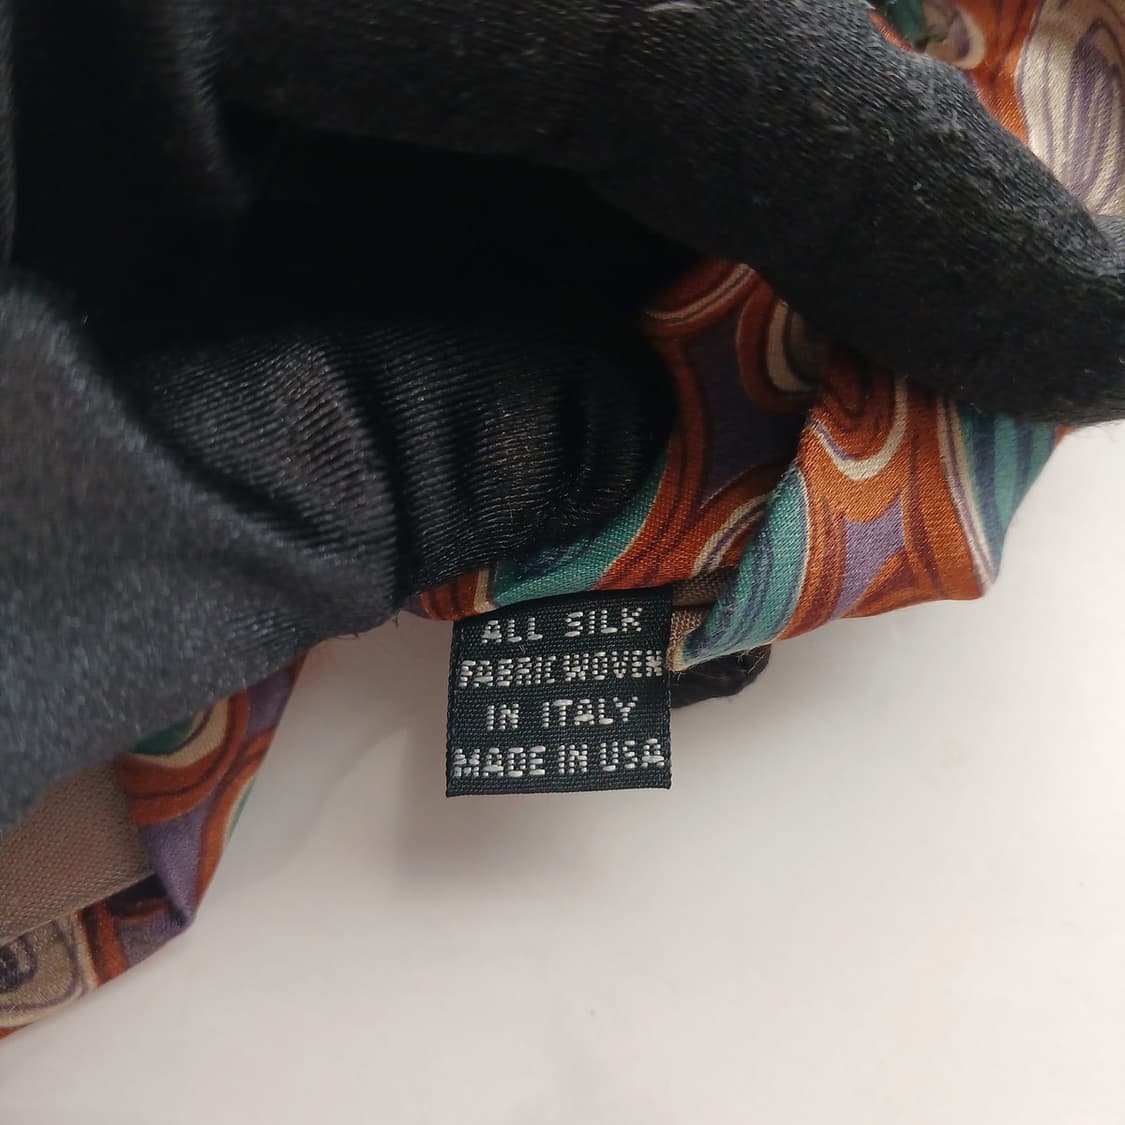 ALL SILK
FABRIC WOVEN
IN ITALY
MADE IN USA